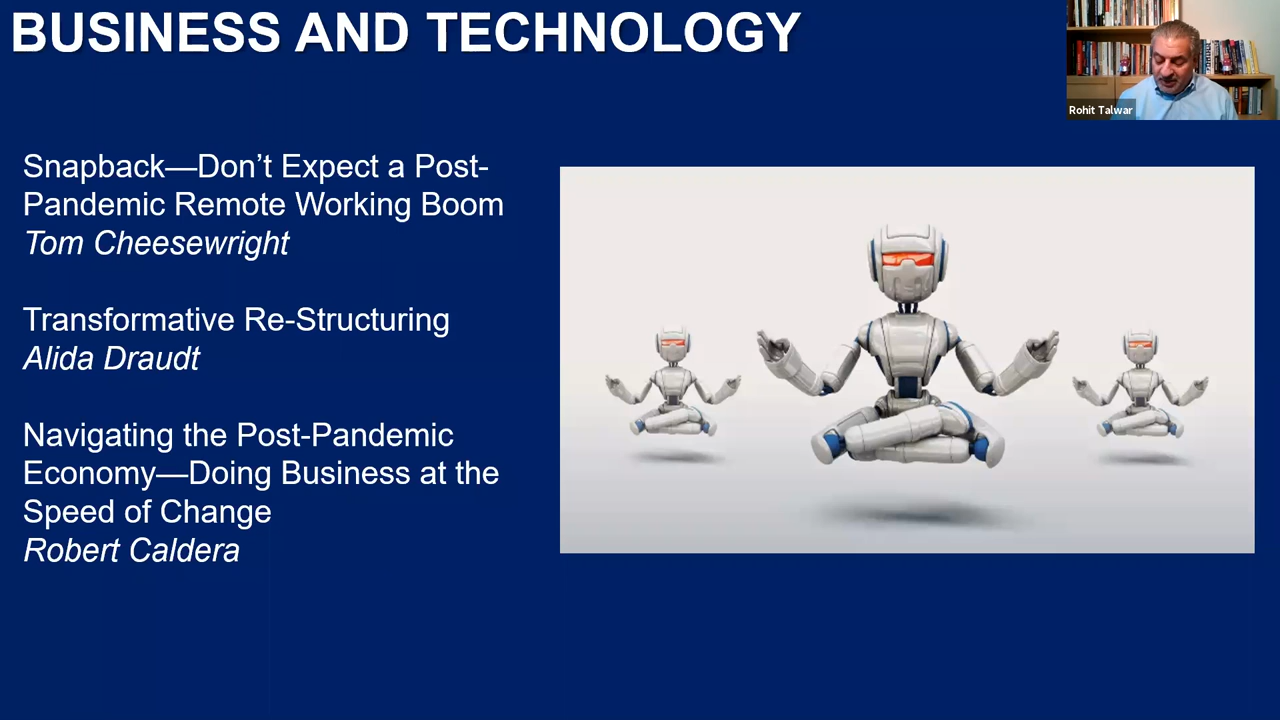 BUSINESS AND TECHNOLOGY
Rohit Talwar
Snapback—Don’t Expect a Post-
Pandemic Remote Working Boom
Tom Cheesewright
Transformative Re-Structuring
Alida Draudt
Navigating the Post-Pandemic
Economy—Doing Business at the
Speed of Change
Robert Caldera